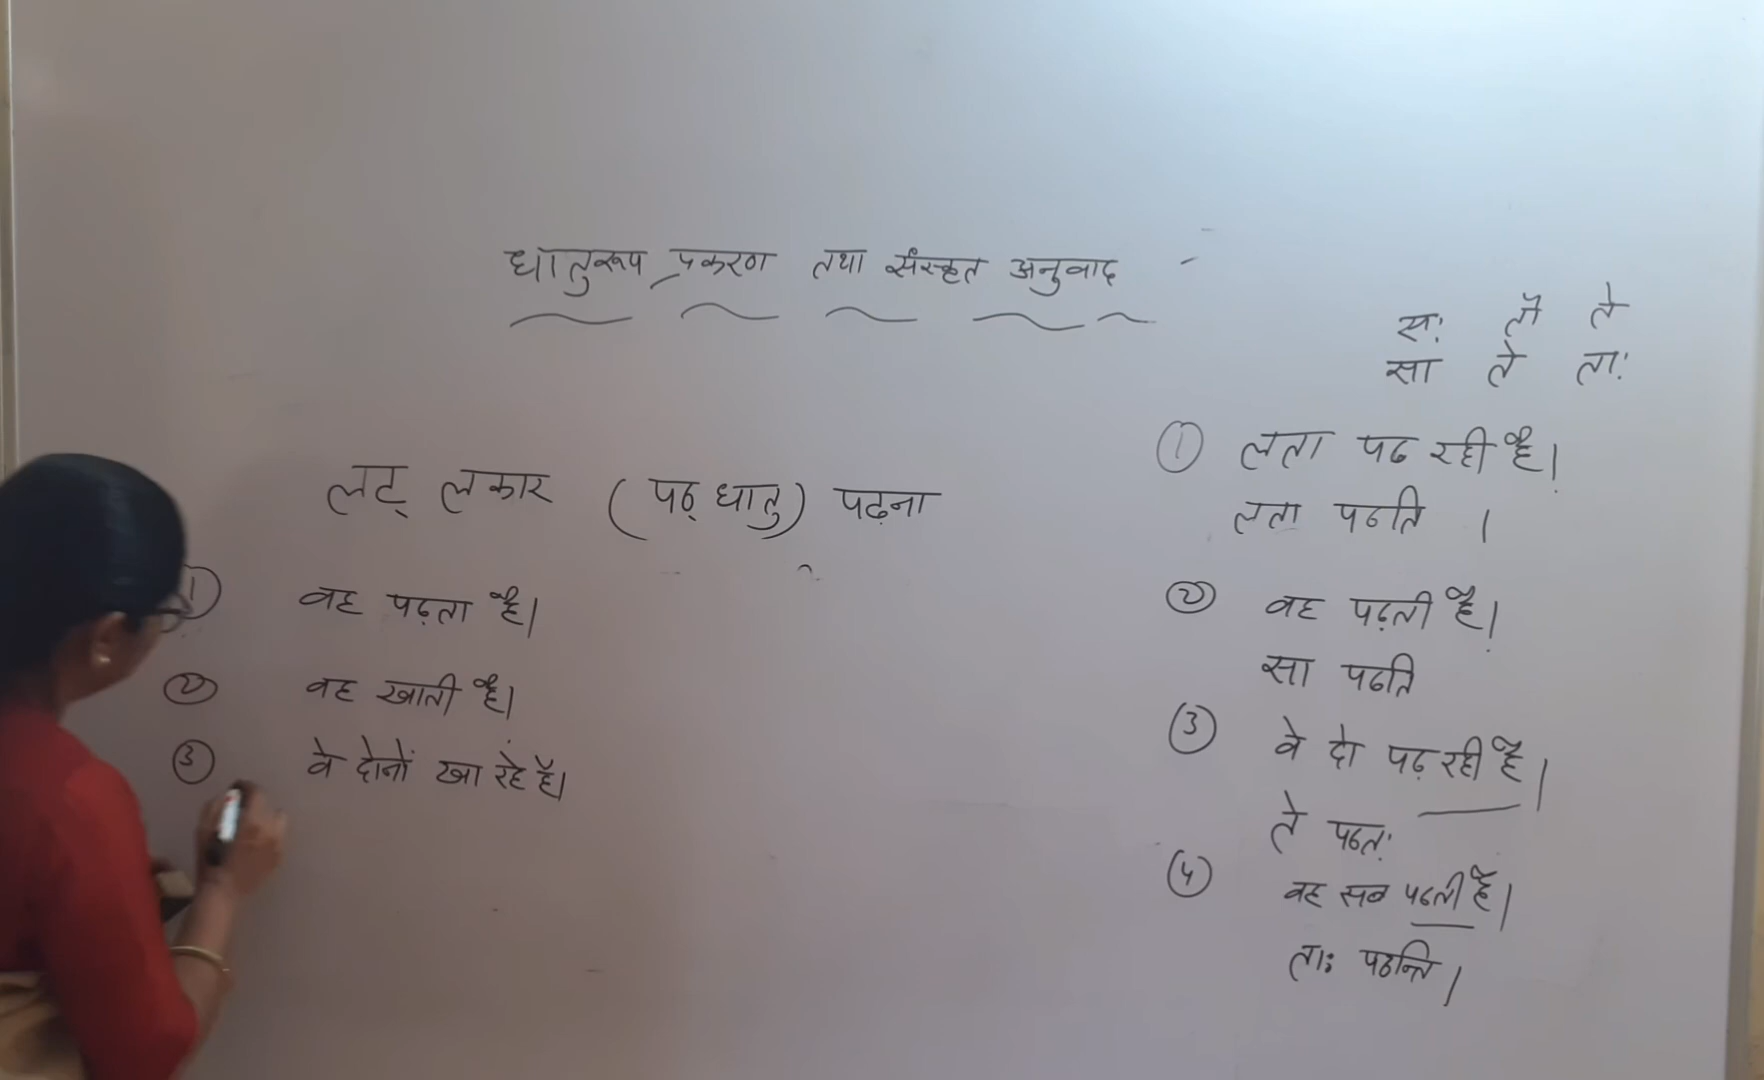 धातुरूप प्रकरण तथा संस्कृत अनुवाद -
लट् लकार (पठ् धातु) पढ़ना
① वह पढ़ता है।
② वह खाती है।
③ वे दोनों खा रहे हैं।
सः तौ ते
सा ते ताः
① लता पढ रही है।
लता पठति ।
② वह पढ़ती है।
सा पठति
③ वे दो पढ़ रही है।
ते पठतः
④ वह सब पढती हैं।
ताः पठन्ति।